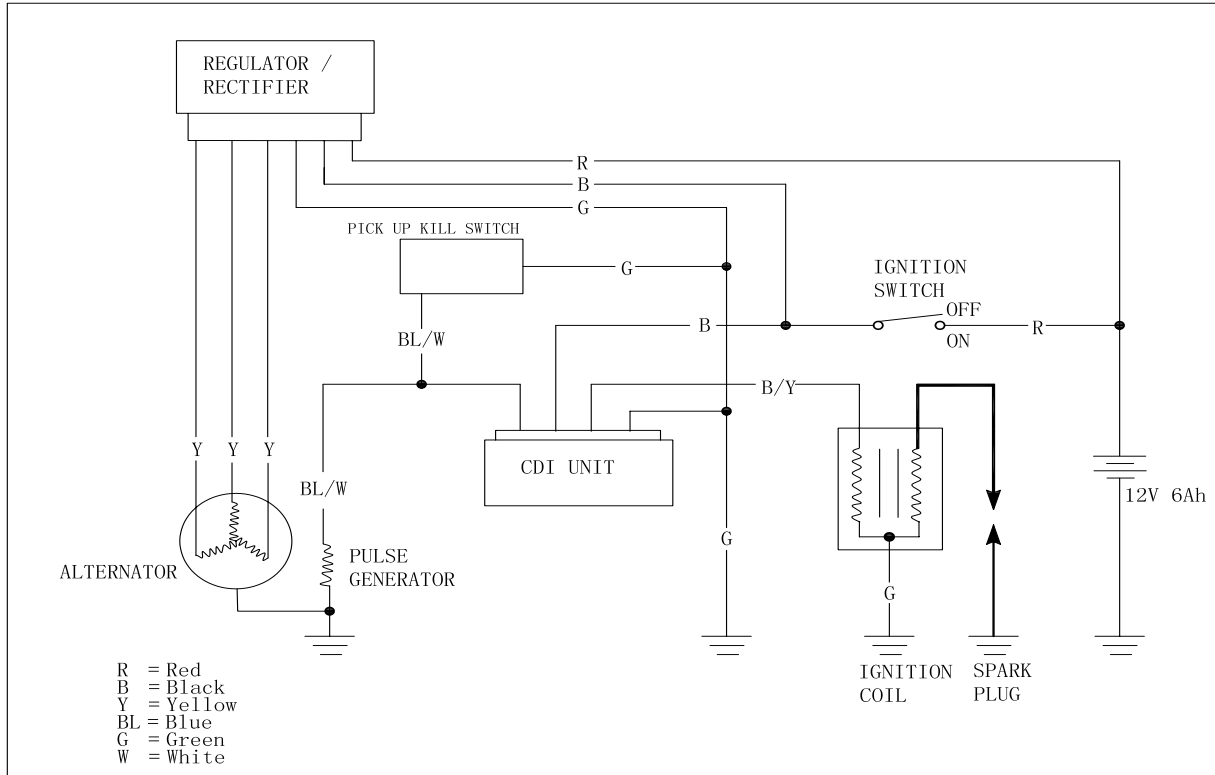 REGULATOR /
RECTIFIER
R
B
G
PICK UP KILL SWITCH
G
IGNITION
SWITCH
OFF
ON
B
R
BL/W
B/Y
Y Y Y
CDI UNIT
BL/W
12V 6Ah
G
ALTERNATOR
PULSE
GENERATOR
G
IGNITION
COIL
SPARK
PLUG
R = Red
B = Black
Y = Yellow
BL = Blue
G = Green
W = White